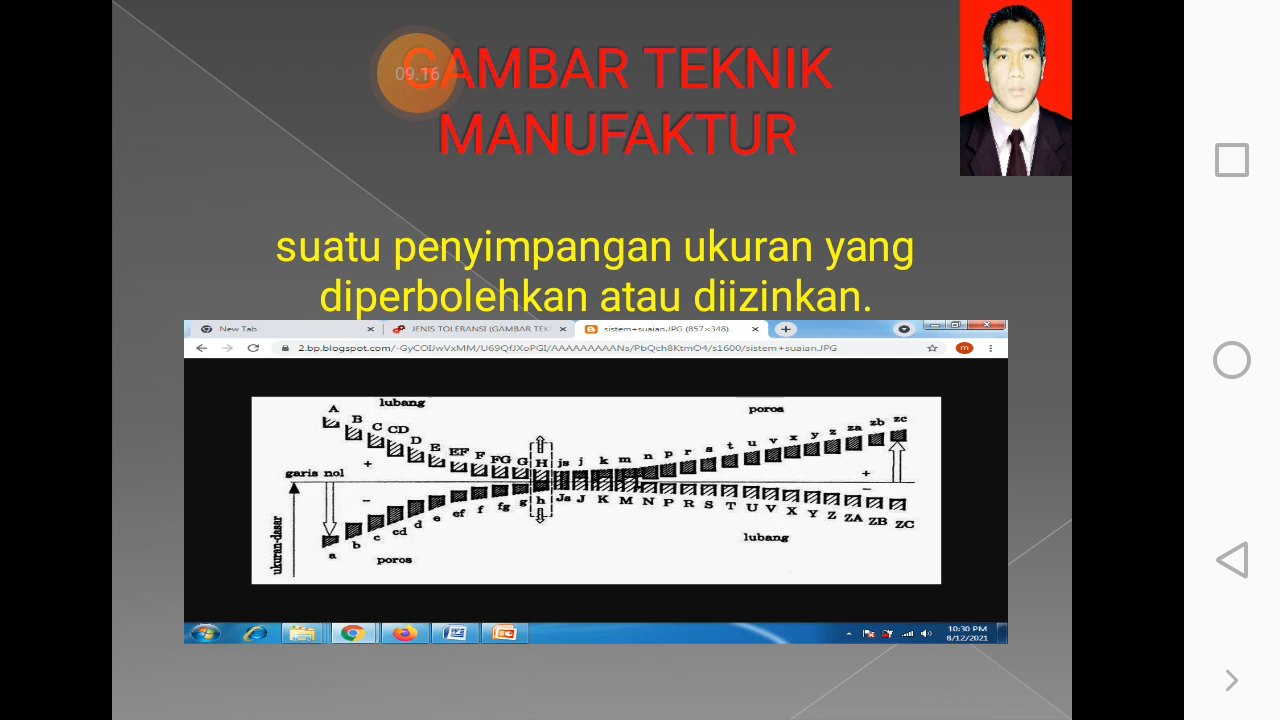 GAMBAR TEKNIK
MANUFAKTUR
09.16
suatu penyimpangan ukuran yang
diperbolehkan atau diizinkan.
New Tab
JENIS TOLERANSI (GAMBAR TEK
sistem+suaian.JPG (857×348)
lubang
poros
A B C CD D E EF F FG G H js j k m n p r s t u v x y z za zb zc
+
+
garis nol
−
−
a b c cd d e ef f fg g h Js J K M N P R S T U V X Y Z ZA ZB ZC
ukuran-dasar
poros
lubang
10:30 PM
8/12/2021